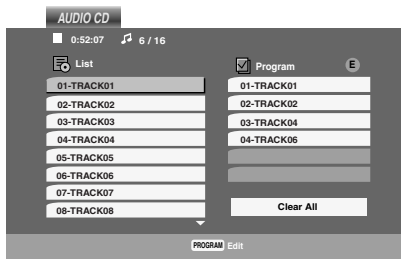 AUDIO CD
0:52:07 6 / 16
List
01-TRACK01
02-TRACK02
03-TRACK03
04-TRACK04
05-TRACK05
06-TRACK06
07-TRACK07
08-TRACK08
Program E
01-TRACK01
02-TRACK02
03-TRACK04
04-TRACK06
Clear All
PROGRAM Edit